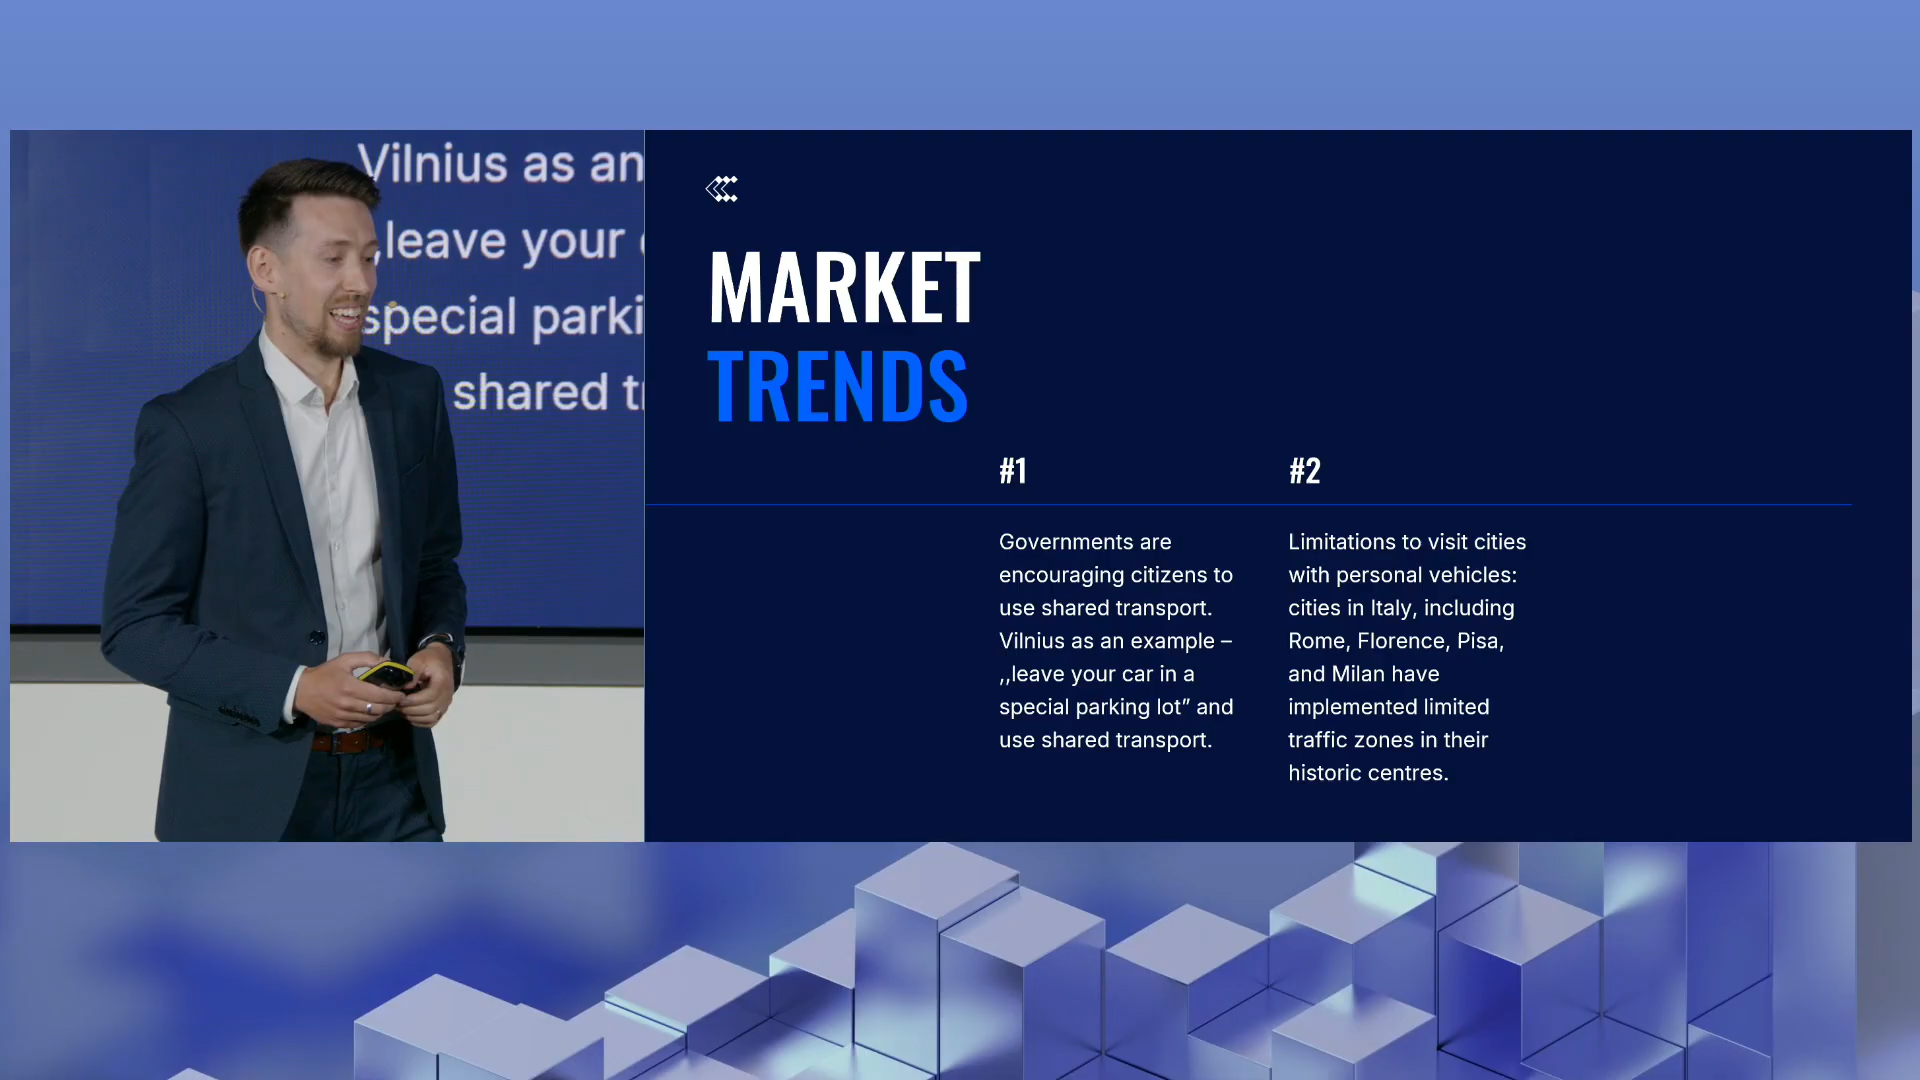 Vilnius as an
,leave your
special parki
shared tr
MARKET
TRENDS
#1
Governments are
encouraging citizens to
use shared transport.
Vilnius as an example –
,,leave your car in a
special parking lot” and
use shared transport.
#2
Limitations to visit cities
with personal vehicles:
cities in Italy, including
Rome, Florence, Pisa,
and Milan have
implemented limited
traffic zones in their
historic centres.